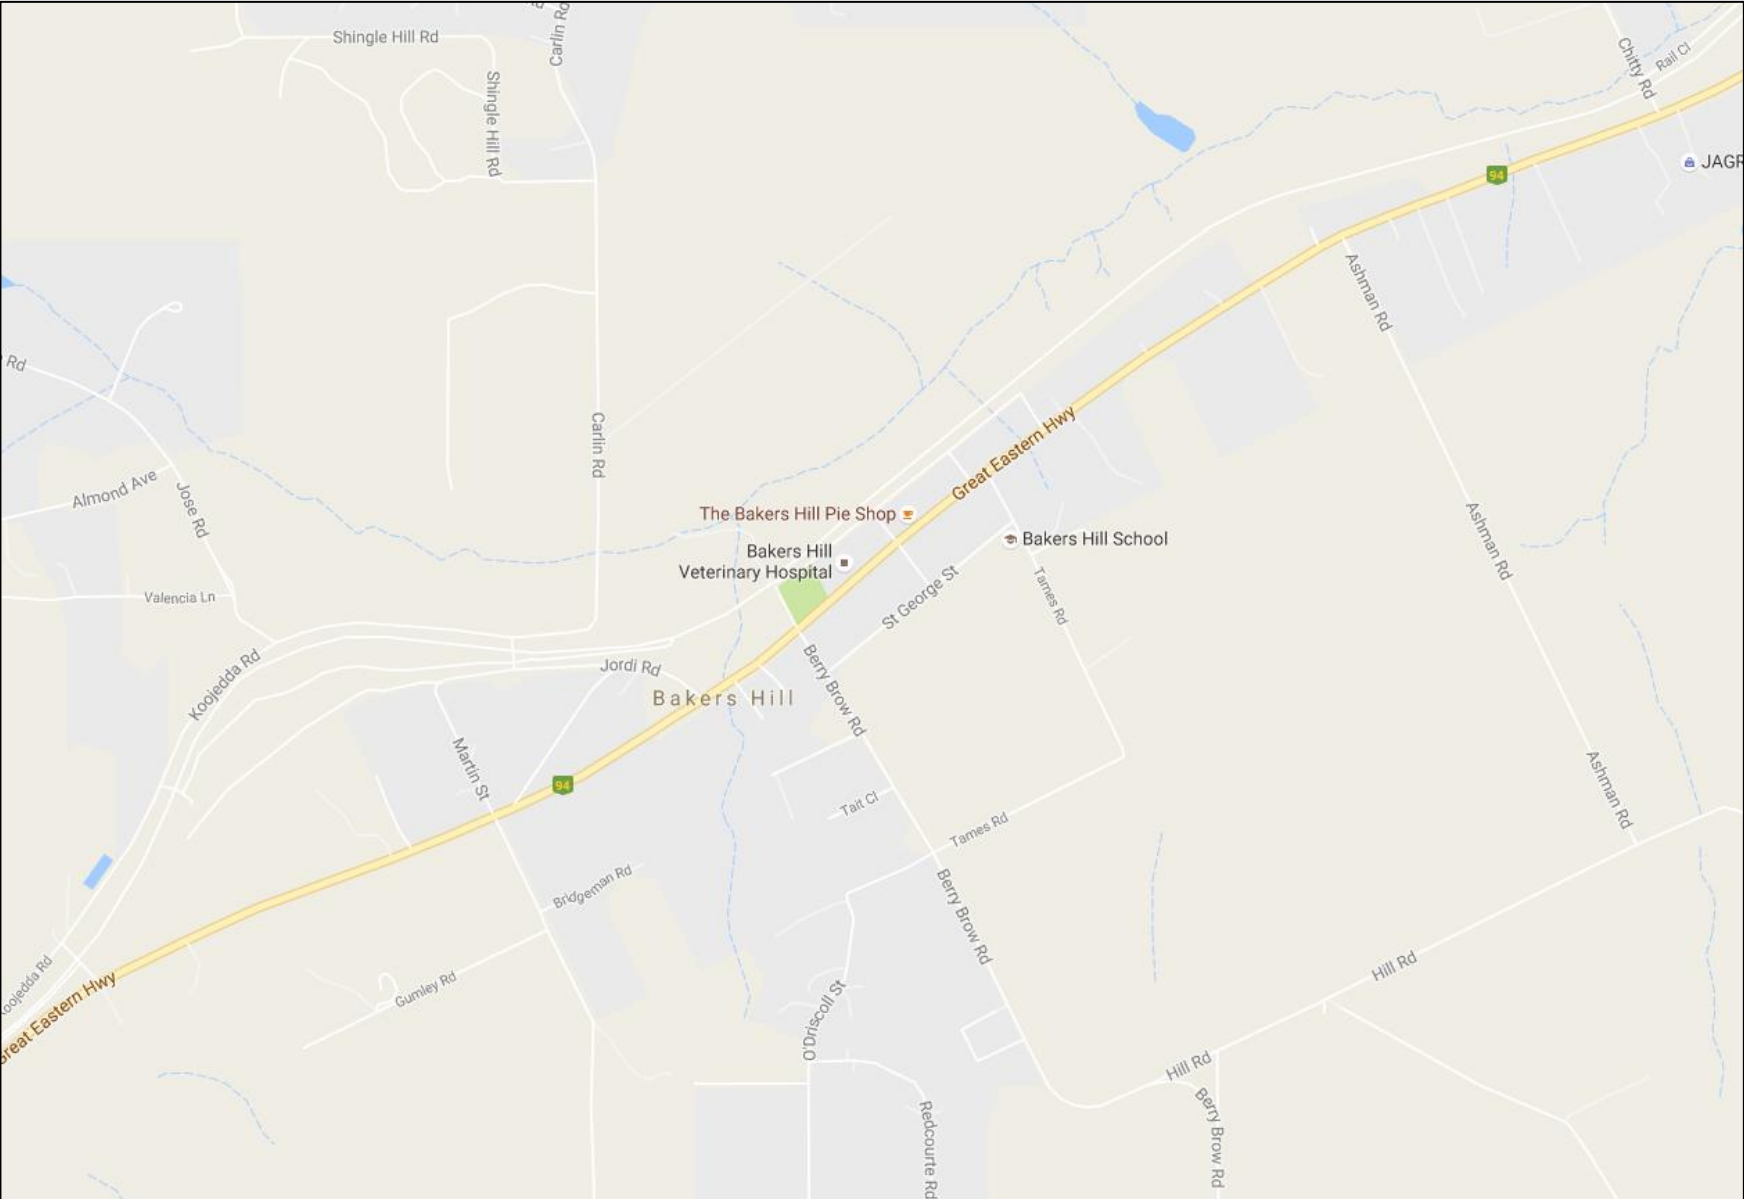 Shingle Hill Rd
Carlin Rd
Chitty Rd
Rail Cl
Shingle Hill Rd
94
JAGR
Ashman Rd
Rd
Carlin Rd
Great Eastern Hwy
Almond Ave
Jose Rd
The Bakers Hill Pie Shop
Bakers Hill School
Bakers Hill
Veterinary Hospital
Ashman Rd
Valencia Ln
St George St
Tames Rd
Koojedda Rd
Jordi Rd
Bakers Hill
Berry Brow Rd
Martin St
94
Tait Cl
Tames Rd
Ashman Rd
Bridgeman Rd
Berry Brow Rd
Koojedda Rd
Great Eastern Hwy
Gumley Rd
Hill Rd
O'Driscoll St
Hill Rd
Berry Brow Rd
Redcourte Rd